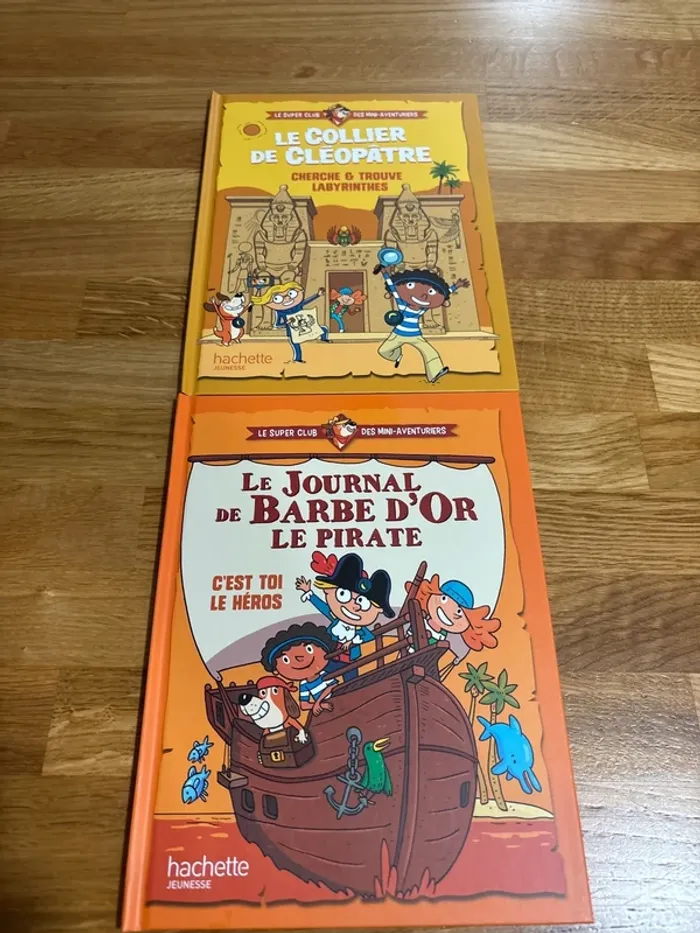 LE SUPER CLUB DES MINI-AVENTURIERS
LE COLLIER
DE CLÉOPÂTRE
CHERCHE & TROUVE
LABYRINTHES
hachette
JEUNESSE
LE SUPER CLUB DES MINI-AVENTURIERS
LE JOURNAL
DE BARBE D'OR
LE PIRATE
C'EST TOI
LE HÉROS
hachette
JEUNESSE